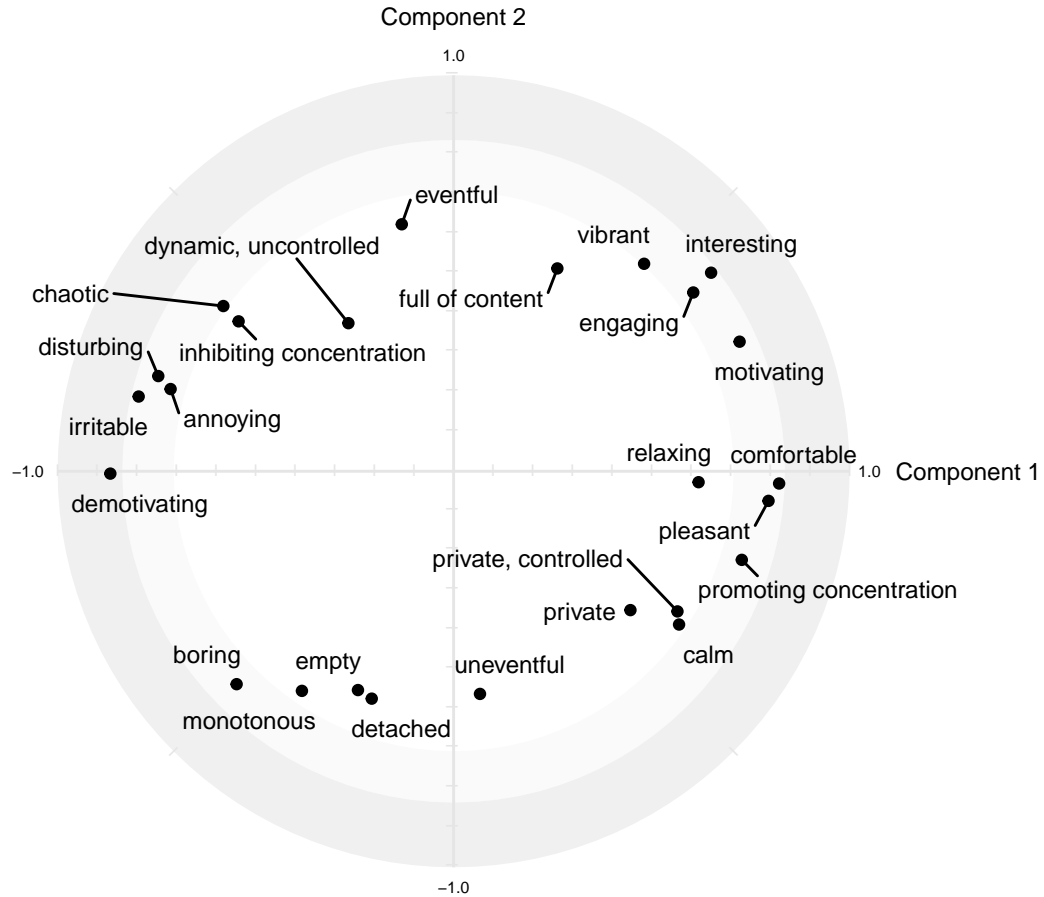 Component 2
1.0
eventful
vibrant
interesting
dynamic, uncontrolled
chaotic
full of content
engaging
disturbing
inhibiting concentration
motivating
annoying
irritable
relaxing
comfortable
−1.0
1.0
Component 1
demotivating
pleasant
private, controlled
promoting concentration
private
boring
empty
uneventful
calm
monotonous
detached
−1.0